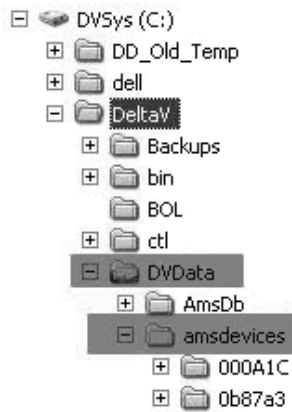 DVSys (C:)
DD_Old_Temp
dell
DeltaV
Backups
bin
BOL
ctl
DVData
AmsDb
amsdevices
000A1C
0b87a3